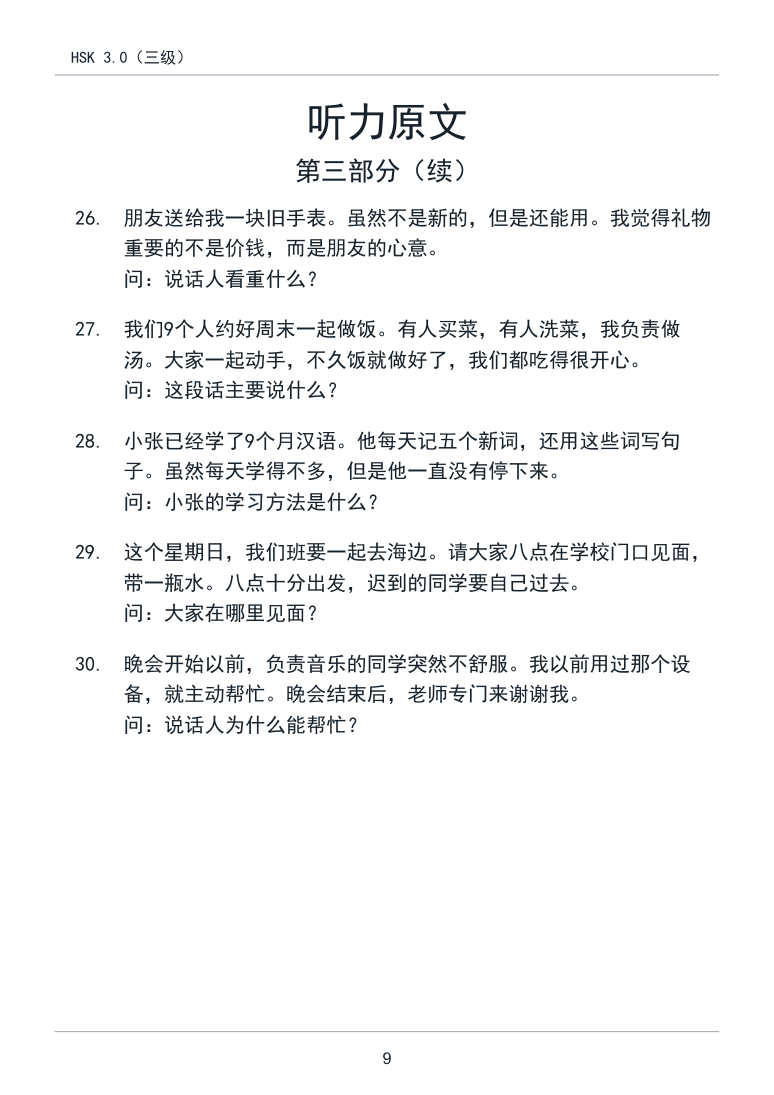 HSK 3.0（三级）
听力原文
第三部分（续）
26. 朋友送给我一块旧手表。虽然不是新的，但是还能用。我觉得礼物
重要的不是价钱，而是朋友的心意。
问：说话人看重什么？
27. 我们9个人约好周末一起做饭。有人买菜，有人洗菜，我负责做
汤。大家一起动手，不久饭就做好了，我们都吃得很开心。
问：这段话主要说什么？
28. 小张已经学了9个月汉语。他每天记五个新词，还用这些词写句
子。虽然每天学得不多，但是他一直没有停下来。
问：小张的学习方法是什么？
29. 这个星期日，我们班要一起去海边。请大家八点在学校门口见面，
带一瓶水。八点十分出发，迟到的同学要自己过去。
问：大家在哪里见面？
30. 晚会开始以前，负责音乐的同学突然不舒服。我以前用过那个设
备，就主动帮忙。晚会结束后，老师专门来谢谢我。
问：说话人为什么能帮忙？
9